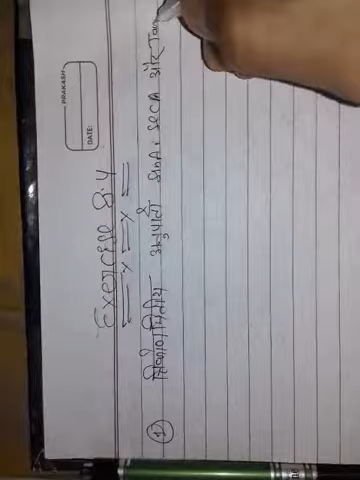 PRAKASH
DATE:
Exercise 8.4
① त्रिकोणमितीय अनुपातों sinA, secA और